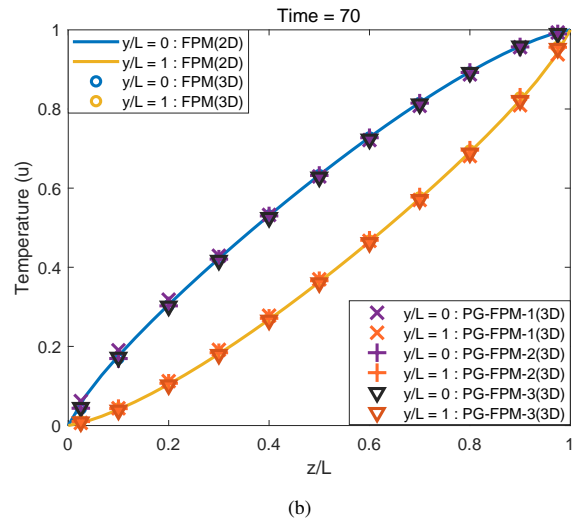 Time = 70
y/L = 0 : FPM(2D)
y/L = 1 : FPM(2D)
y/L = 0 : FPM(3D)
y/L = 1 : FPM(3D)
1
0.8
0.6
0.4
0.2
0
Temperature (u)
y/L = 0 : PG-FPM-1(3D)
y/L = 1 : PG-FPM-1(3D)
y/L = 0 : PG-FPM-2(3D)
y/L = 1 : PG-FPM-2(3D)
y/L = 0 : PG-FPM-3(3D)
y/L = 1 : PG-FPM-3(3D)
0 0.2 0.4 0.6 0.8 1
z/L
(b)